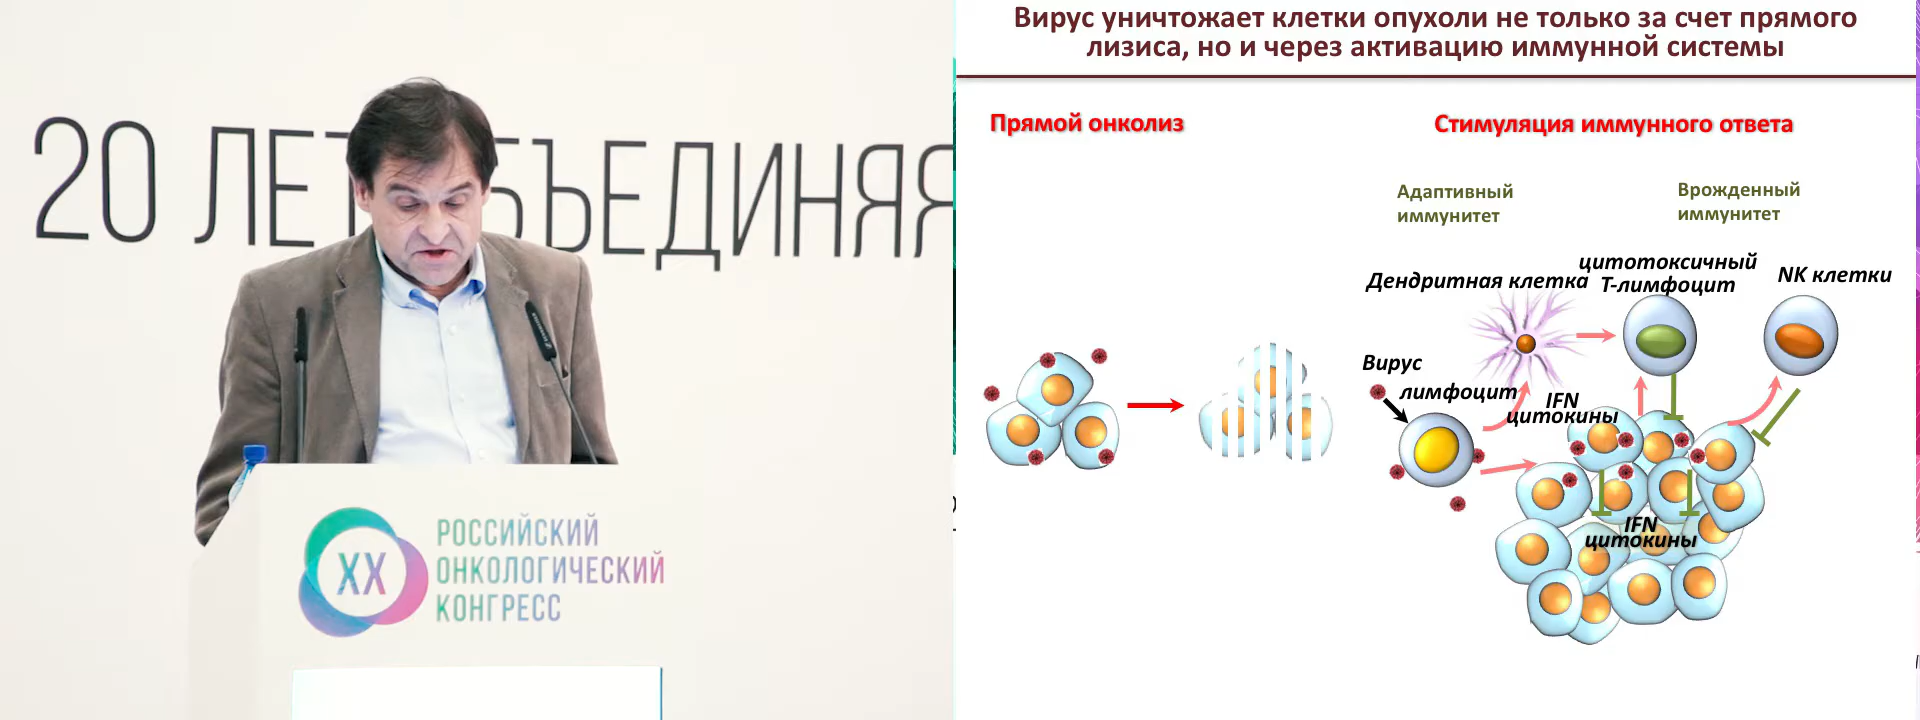 20 ЛЕТ ОБЪЕДИНЯЯ
XX
РОССИЙСКИЙ
ОНКОЛОГИЧЕСКИЙ
КОНГРЕСС
Вирус уничтожает клетки опухоли не только за счет прямого
лизиса, но и через активацию иммунной системы
Прямой онколиз
Стимуляция иммунного ответа
Адаптивный
иммунитет
Врожденный
иммунитет
Дендритная клетка
цитотоксичный
Т-лимфоцит
NK клетки
Вирус
лимфоцит
IFN
цитокины
IFN
цитокины